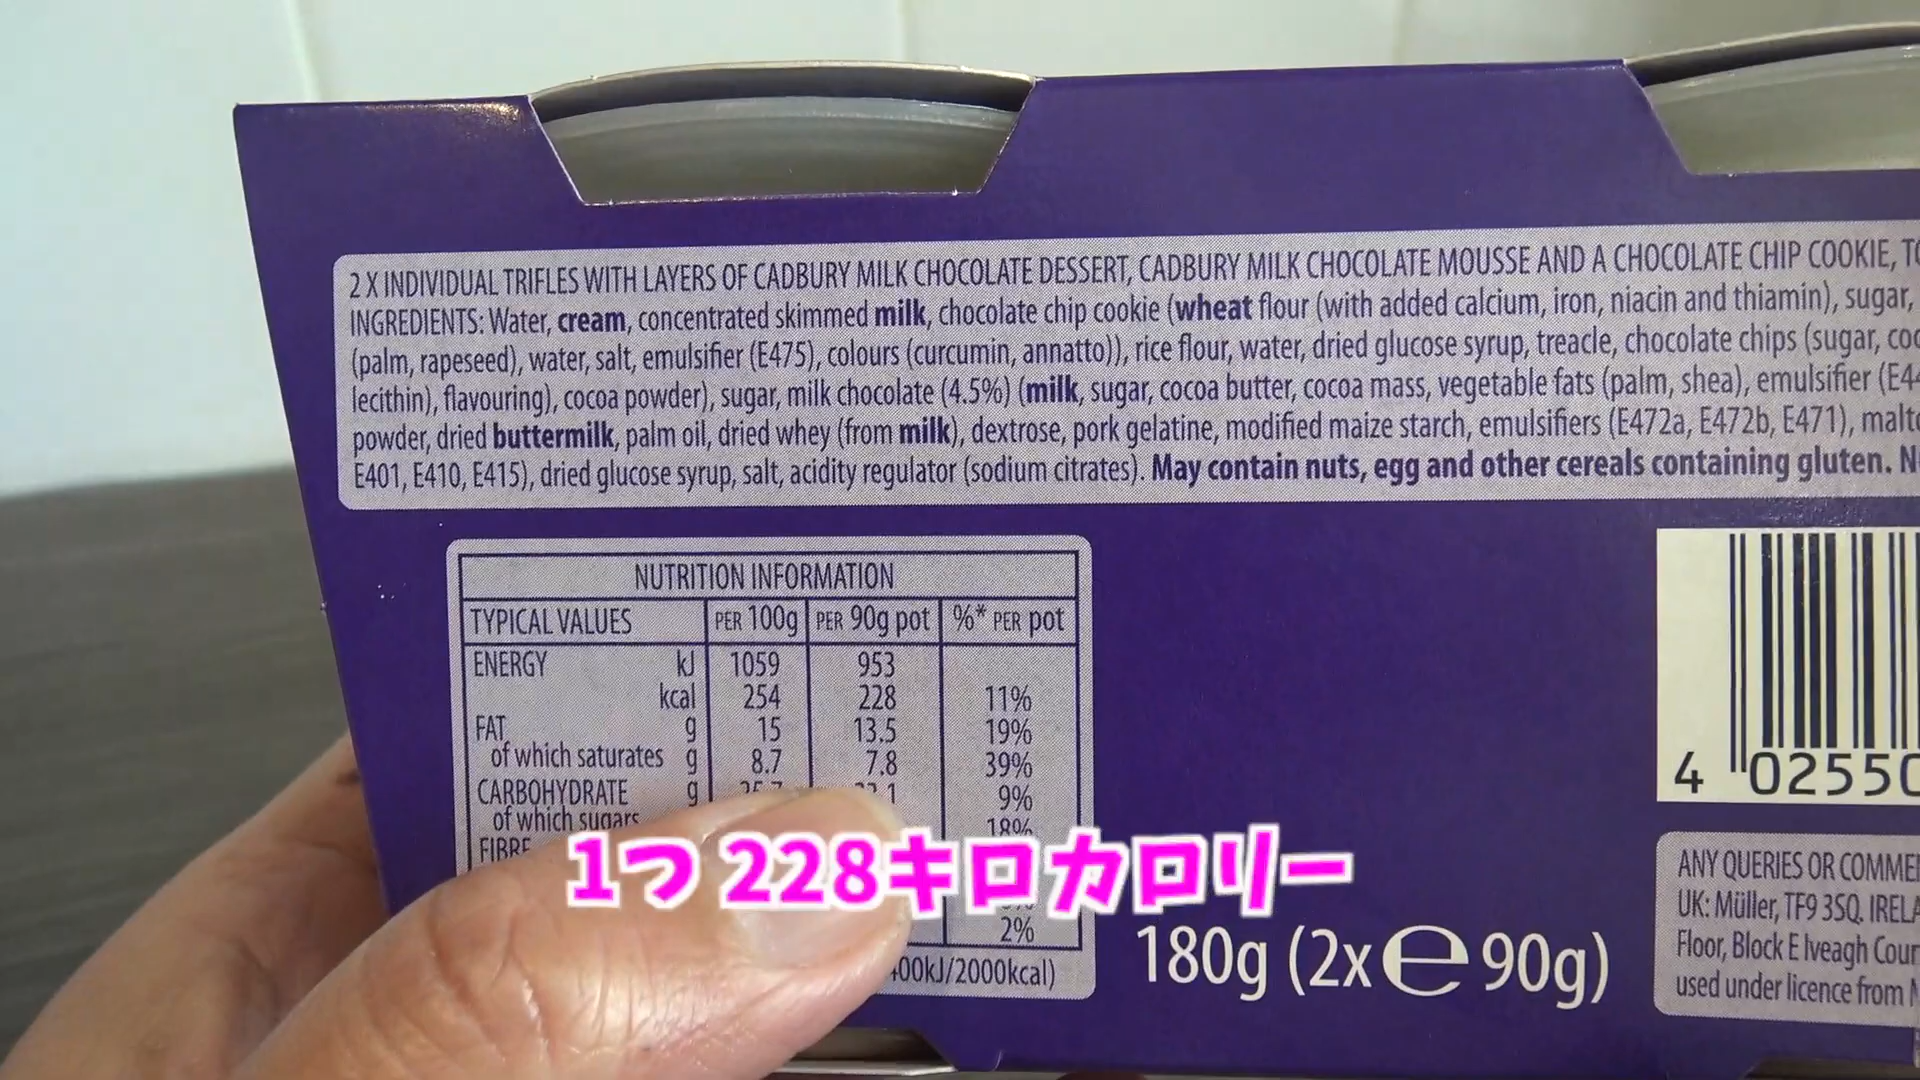 2 X INDIVIDUAL TRIFLES WITH LAYERS OF CADBURY MILK CHOCOLATE DESSERT, CADBURY MILK CHOCOLATE MOUSSE AND A CHOCOLATE CHIP COOKIE,
INGREDIENTS: Water, cream, concentrated skimmed milk, chocolate chip cookie (wheat flour (with added calcium, iron, niacin and thiamin), sugar,
(palm, rapeseed), water, salt, emulsifier (E475), colours (curcumin, annatto)), rice flour, water, dried glucose syrup, treacle, chocolate chips (sugar,
lecithin), flavouring), cocoa powder), sugar, milk chocolate (4.5%) (milk, sugar, cocoa butter, cocoa mass, vegetable fats (palm, shea), emulsifier
powder, dried buttermilk, palm oil, dried whey (from milk), dextrose, pork gelatine, modified maize starch, emulsifiers (E472a, E472b, E471),
E401, E410, E415), dried glucose syrup, salt, acidity regulator (sodium citrates). May contain nuts, egg and other cereals containing gluten.
NUTRITION INFORMATION
TYPICAL VALUES PER 100g PER 90g pot %* PER pot
ENERGY kJ 1059 953
kcal 254 228 11%
FAT g 15 13.5 19%
of which saturates g 8.7 7.8 39%
CARBOHYDRATE g 9%
of which sugars 18%
FIBRE
2%
/2000kcal)
1つ 228キロカロリー
180g (2x ℮ 90g)
4 02550
ANY QUERIES OR
UK: Müller, TF9 3SQ.
Floor, Block E Iveagh
used under licence from